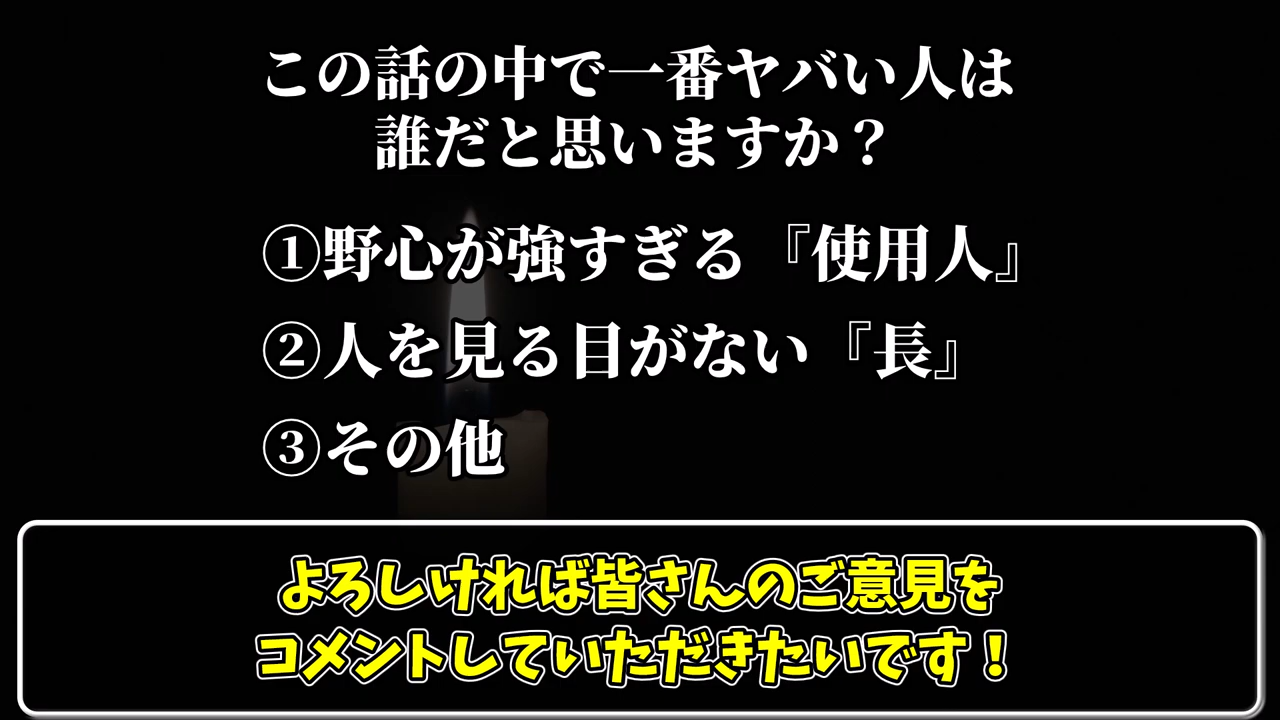 この話の中で一番ヤバい人は
誰だと思いますか？
①野心が強すぎる『使用人』
②人を見る目がない『長』
③その他
よろしければ皆さんのご意見を
コメントしていただきたいです！